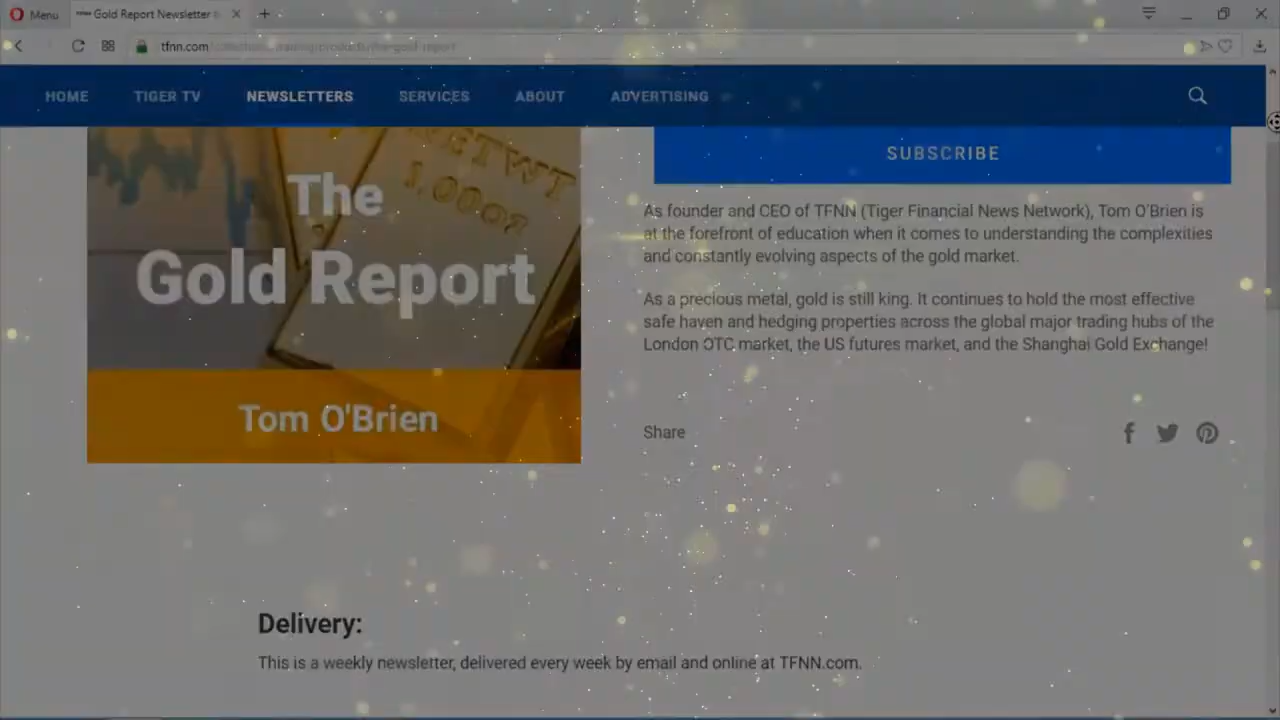 Menu
Gold Report Newsletter
tfnn.com
HOME TIGER TV NEWSLETTERS SERVICES ABOUT ADVERTISING
1.00oz
The
Gold Report
Tom O'Brien
SUBSCRIBE
As founder and CEO of TFNN (Tiger Financial News Network), Tom O'Brien is
at the forefront of education when it comes to understanding the complexities
and constantly evolving aspects of the gold market.
As a precious metal, gold is still king. It continues to hold the most effective
safe haven and hedging properties across the global major trading hubs of the
London OTC market, the US futures market, and the Shanghai Gold Exchange!
Share
Delivery:
This is a weekly newsletter, delivered every week by email and online at TFNN.com.